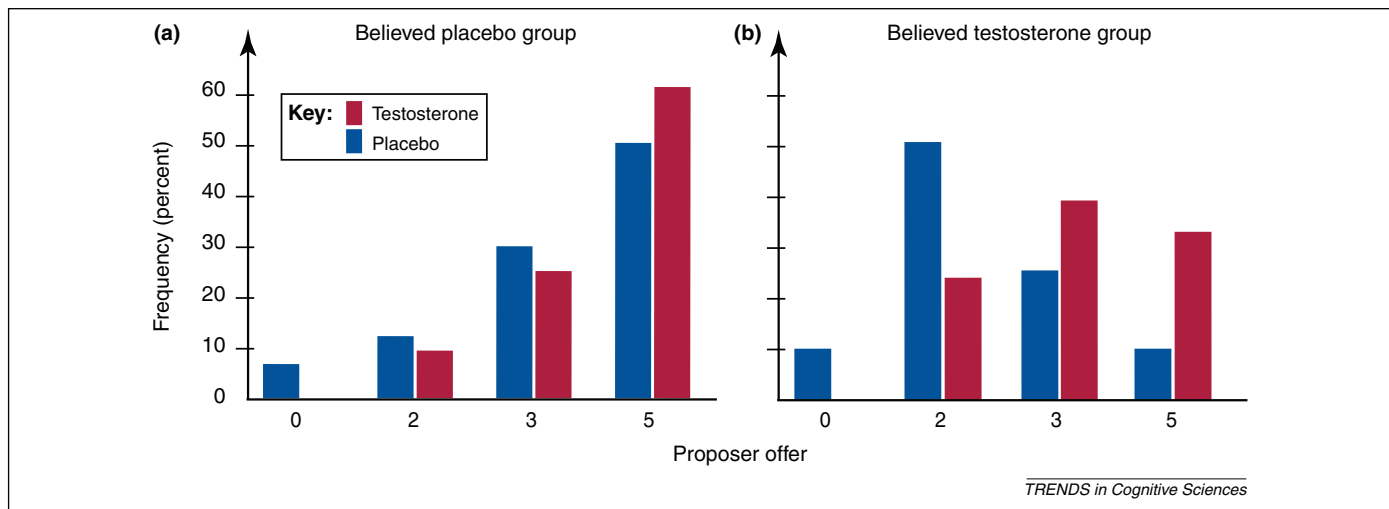 (a) Believed placebo group
(b) Believed testosterone group
Key: Testosterone
Placebo
Frequency (percent)
60
50
40
30
20
10
0
0 2 3 5
0 2 3 5
Proposer offer
TRENDS in Cognitive Sciences